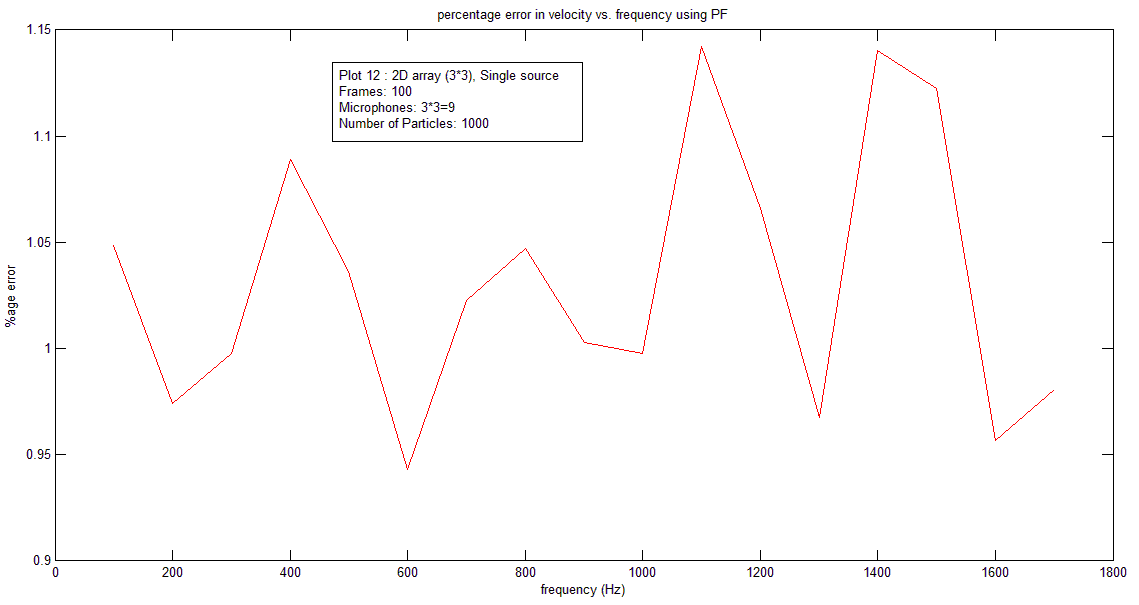 percentage error in velocity vs. frequency using PF
1.15
Plot 12 : 2D array (3*3), Single source
Frames: 100
Microphones: 3*3=9
Number of Particles: 1000
1.1
1.05
%age error
1
0.95
0.9
0 200 400 600 800 1000 1200 1400 1600 1800
frequency (Hz)